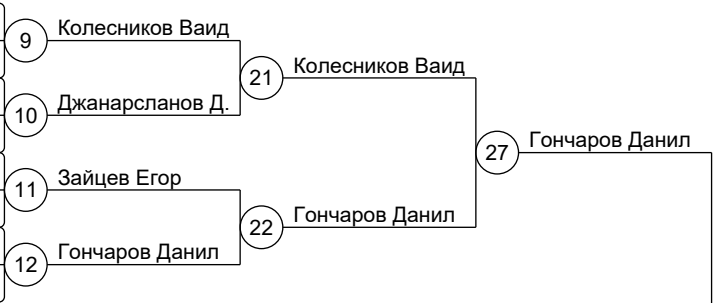 9 Колесников Ваид
21 Колесников Ваид
10 Джанарсланов Д.
27 Гончаров Данил
11 Зайцев Егор
22 Гончаров Данил
12 Гончаров Данил